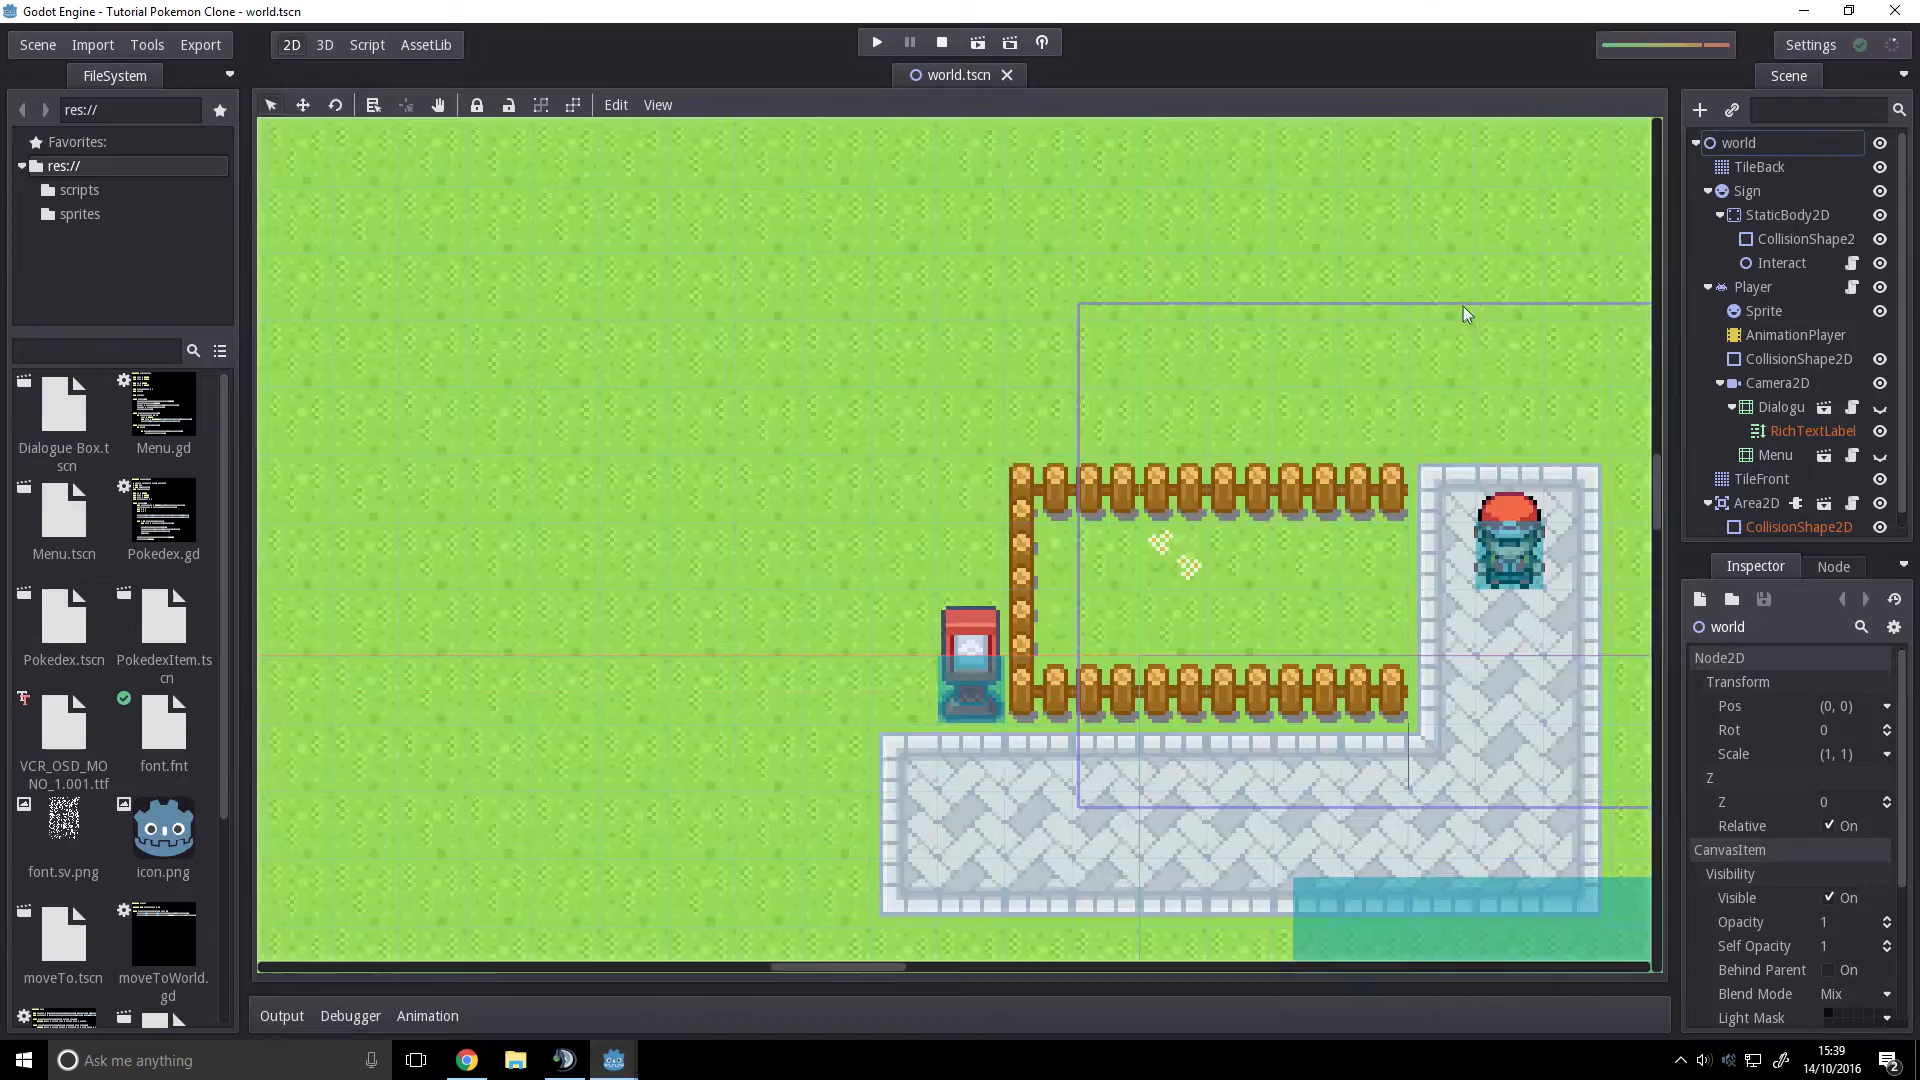 Godot Engine - Tutorial Pokemon Clone - world.tscn
Scene Import Tools Export
2D 3D Script AssetLib
Settings
FileSystem
world.tscn
Scene
res://
Edit View
Favorites:
res://
scripts
sprites
Dialogue Box.t
scn
Menu.gd
Menu.tscn
Pokedex.gd
Pokedex.tscn
PokedexItem.ts
cn
VCR_OSD_MO
NO_1.001.ttf
font.fnt
font.sv.png
icon.png
moveTo.tscn
moveToWorld.
gd
world
TileBack
Sign
StaticBody2D
CollisionShape2
Interact
Player
Sprite
AnimationPlayer
CollisionShape2D
Camera2D
Dialogu
RichTextLabel
Menu
TileFront
Area2D
CollisionShape2D
Inspector Node
world
Node2D
Transform
Pos (0, 0)
Rot 0
Scale (1, 1)
Z
Z 0
Relative On
CanvasItem
Visibility
Visible On
Opacity 1
Self Opacity 1
Behind Parent On
Blend Mode Mix
Light Mask
Output Debugger Animation
Ask me anything
15:39
14/10/2016
2